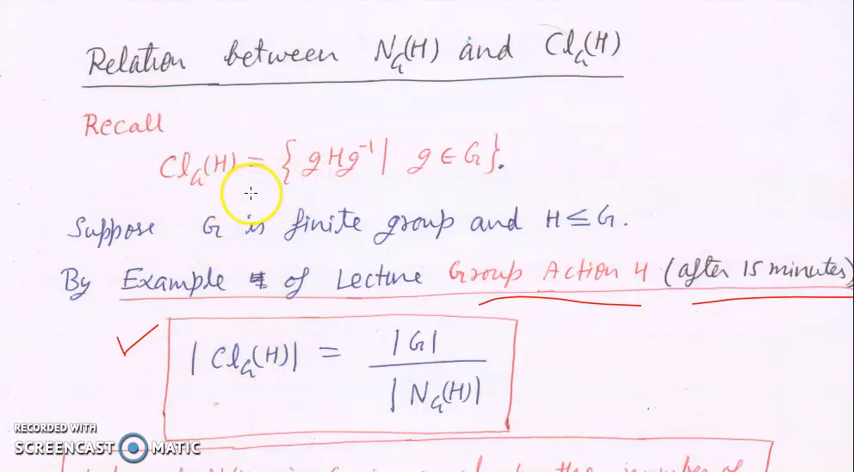 Relation between N_G(H) and Cl_G(H)
Recall
Cl_G(H) = { gHg⁻¹ | g ∈ G }.
Suppose G is finite group and H ≤ G.
By Example 4 of Lecture Group Action 4 (after 15 minutes)
|Cl_G(H)| = |G|
|N_G(H)|
RECORDED WITH
SCREENCAST MATIC